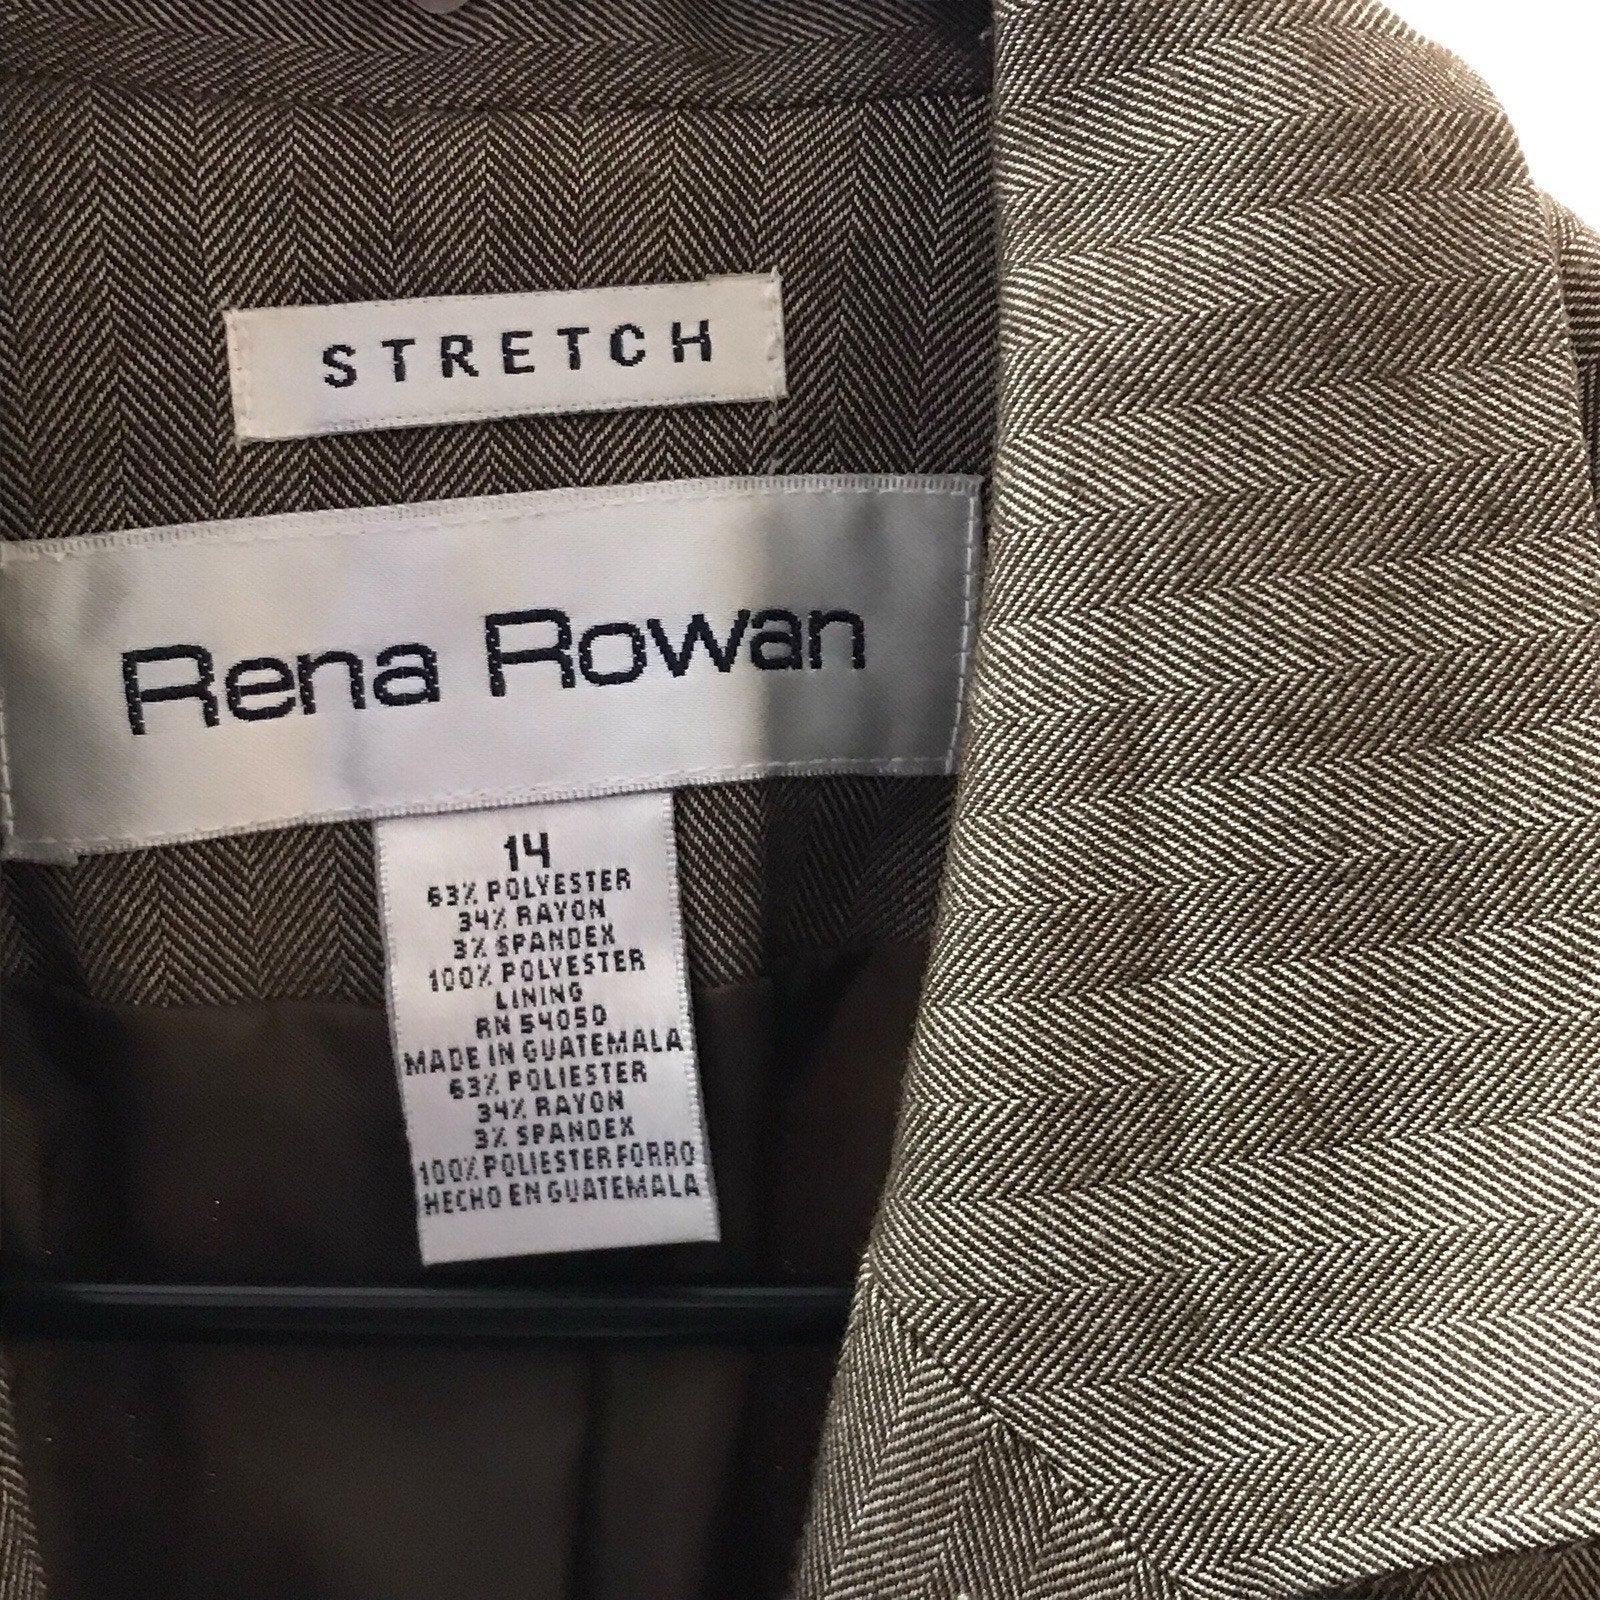 STRETCH
Rena Rowan
14
63% POLYESTER
34% RAYON
3% SPANDEX
100% POLYESTER
LINING
RN 54050
MADE IN GUATEMALA
63% POLIESTER
34% RAYON
3% SPANDEX
100% POLIESTER FORRO
HECHO EN GUATEMALA